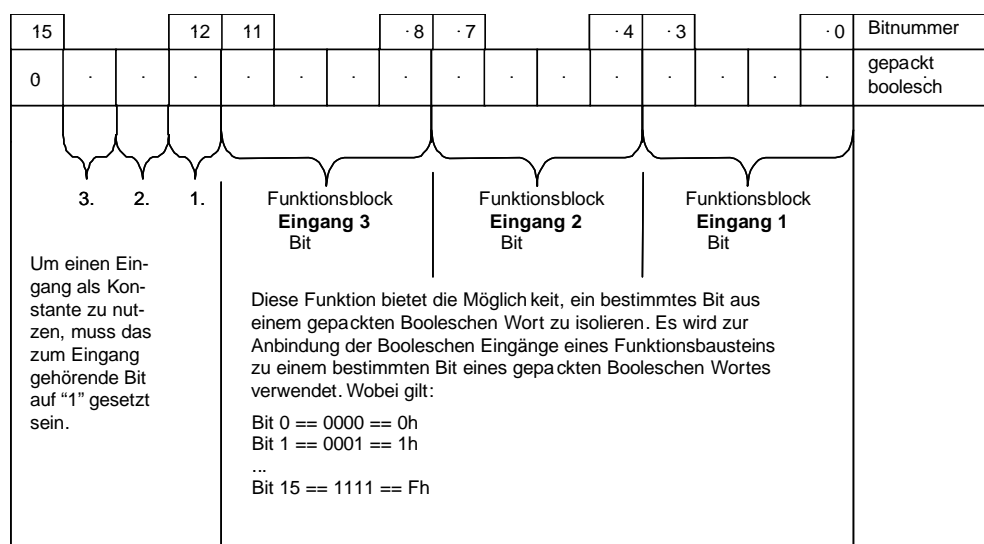 15 12 11 · 8 · 7 · 4 · 3 · 0 Bitnummer
0 · · · · · · · · · · · · · · · gepackt
boolesch
3. 2. 1.
Funktionsblock
Eingang 3
Bit
Funktionsblock
Eingang 2
Bit
Funktionsblock
Eingang 1
Bit
Um einen Ein-
gang als Kon-
stante zu nut-
zen, muss das
zum Eingang
gehörende Bit
auf “1” gesetzt
sein.
Diese Funktion bietet die Möglich keit, ein bestimmtes Bit aus
einem gepackten Booleschen Wort zu isolieren. Es wird zur
Anbindung der Booleschen Eingänge eines Funktionsbausteins
zu einem bestimmten Bit eines gepackten Booleschen Wortes
verwendet. Wobei gilt:
Bit 0 == 0000 == 0h
Bit 1 == 0001 == 1h
...
Bit 15 == 1111 == Fh